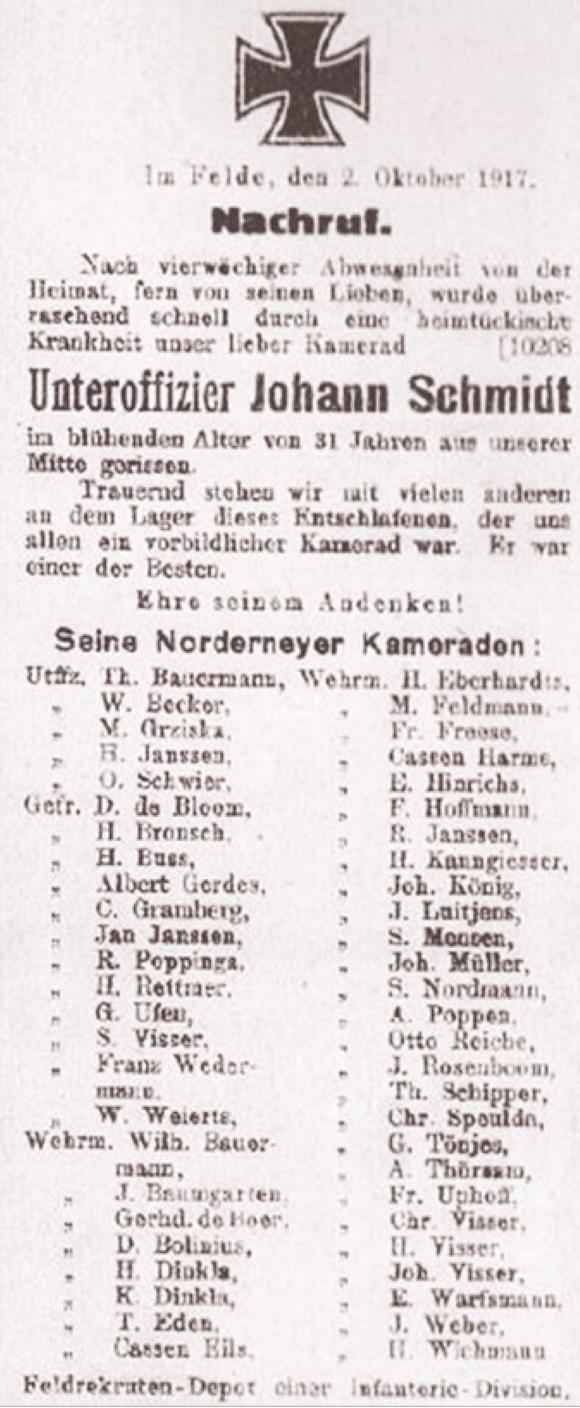 Im Felde, den 2. Oktober 1917.
Nachruf.
Nach vierwöchiger Abwesenheit von der
Heimat, fern von seinen Lieben, wurde über-
raschend schnell durch eine heimtückische
Krankheit unser lieber Kamerad [10208
Unteroffizier Johann Schmidt
im blühenden Alter von 31 Jahren aus unserer
Mitte gerissen.
Trauernd stehen wir mit vielen anderen
an dem Lager dieses Entschlafenen, der uns
allen ein vorbildlicher Kamerad war. Er war
einer der Besten.
Ehre seinem Andenken!
Seine Norderneyer Kameraden:
Utffz. Th. Bauermann,
„ W. Becker,
„ M. Grziska,
„ H. Janssen,
„ O. Schwier,
Gefr. D. de Bloom,
„ H. Bronsch,
„ H. Buss,
„ Albert Gerdes,
„ C. Gramberg,
„ Jan Janssen,
„ R. Poppinga,
„ H. Rettmer,
„ G. Ufen,
„ S. Visser,
„ Franz Weder-
mann,
„ W. Weierts,
Wehrm. Wilh. Bauer-
mann,
„ J. Baumgarten,
„ Gerhd. de Boer,
„ D. Bolinius,
„ H. Dinkla,
„ K. Dinkla,
„ T. Eden,
„ Cassen Eils,
Wehrm. H. Eberhardts,
„ M. Feldmann,
„ Fr. Freese,
„ Cassen Harms,
„ E. Hinrichs,
„ F. Hoffmann,
„ R. Janssen,
„ H. Kanngiesser,
„ Joh. König,
„ J. Luitjens,
„ S. Monsen,
„ Joh. Müller,
„ S. Nordmann,
„ A. Poppen,
„ Otto Reiche,
„ J. Rosenboom,
„ Th. Schipper,
„ Chr.
„ G. Tönjes,
„ A.
„ Fr. Uphoff,
„ Chr. Visser,
„ H. Visser,
„ Joh. Visser,
„ E. Warfsmann,
„ J. Weber,
„ H. Wichmann
Feldrekruten-Depot einer Infanterie-Division.